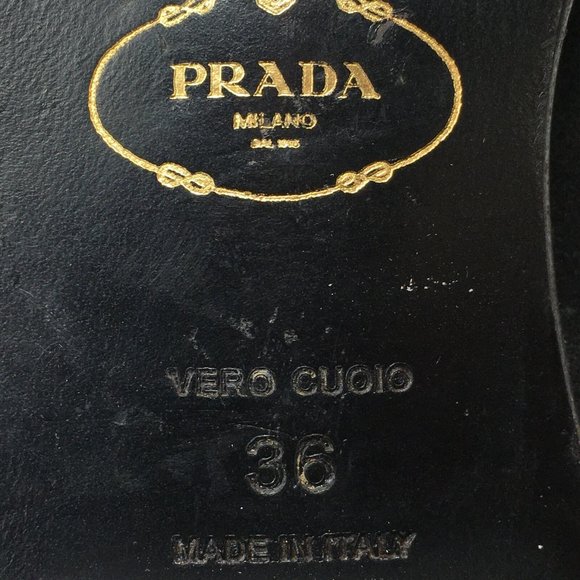 PRADA
MILANO
DAL 1913
VERO CUOIO
36
MADE IN ITALY